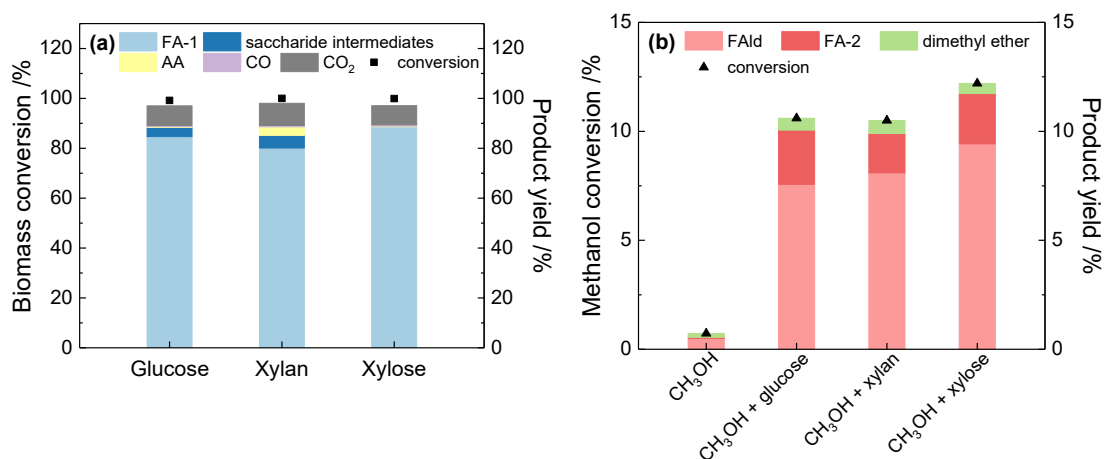 (a) FA-1 saccharide intermediates
AA CO CO₂ conversion
Biomass conversion /%
120
100
80
60
40
20
0
120
100
80
60
40
20
0
Product yield /%
Glucose Xylan Xylose
(b) FAld FA-2 dimethyl ether
conversion
Methanol conversion /%
15
10
5
0
15
10
5
0
Product yield /%
CH₃OH
CH₃OH + glucose
CH₃OH + xylan
CH₃OH + xylose